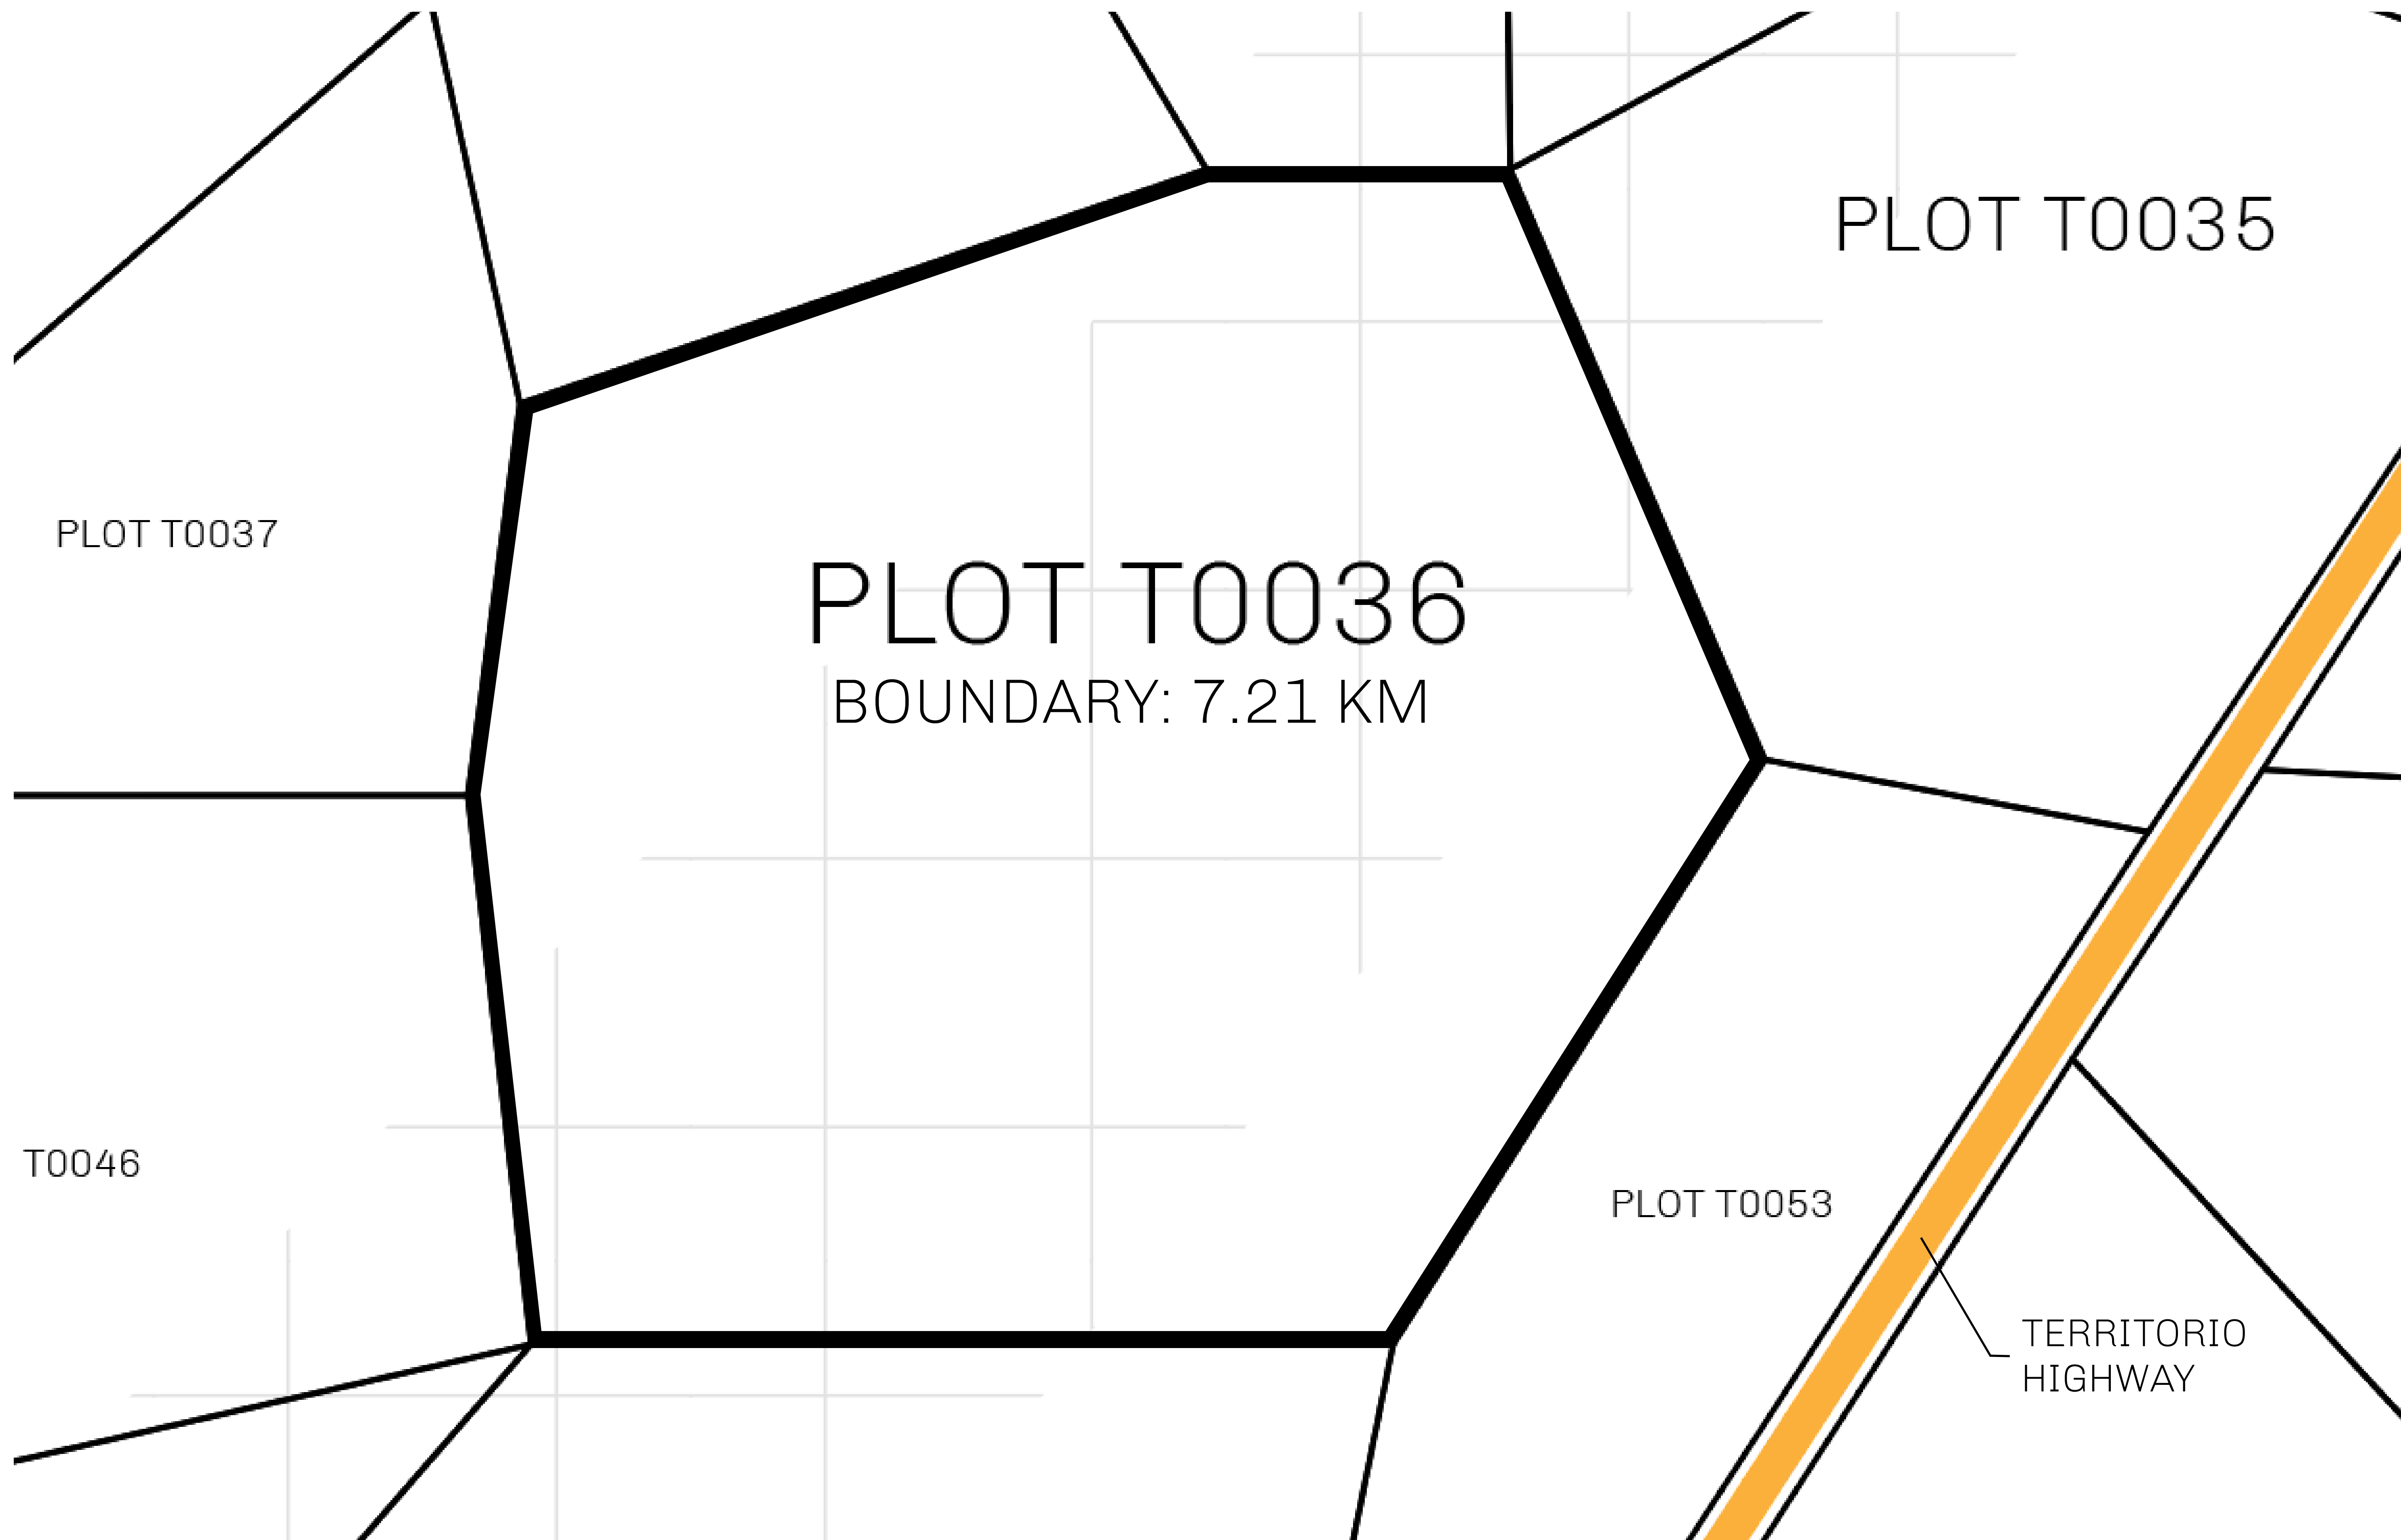 PLOT T0035
PLOT T0037
PLOT T0036
BOUNDARY: 7.21 KM
T0046
PLOT T0053
TERRITORIO
HIGHWAY